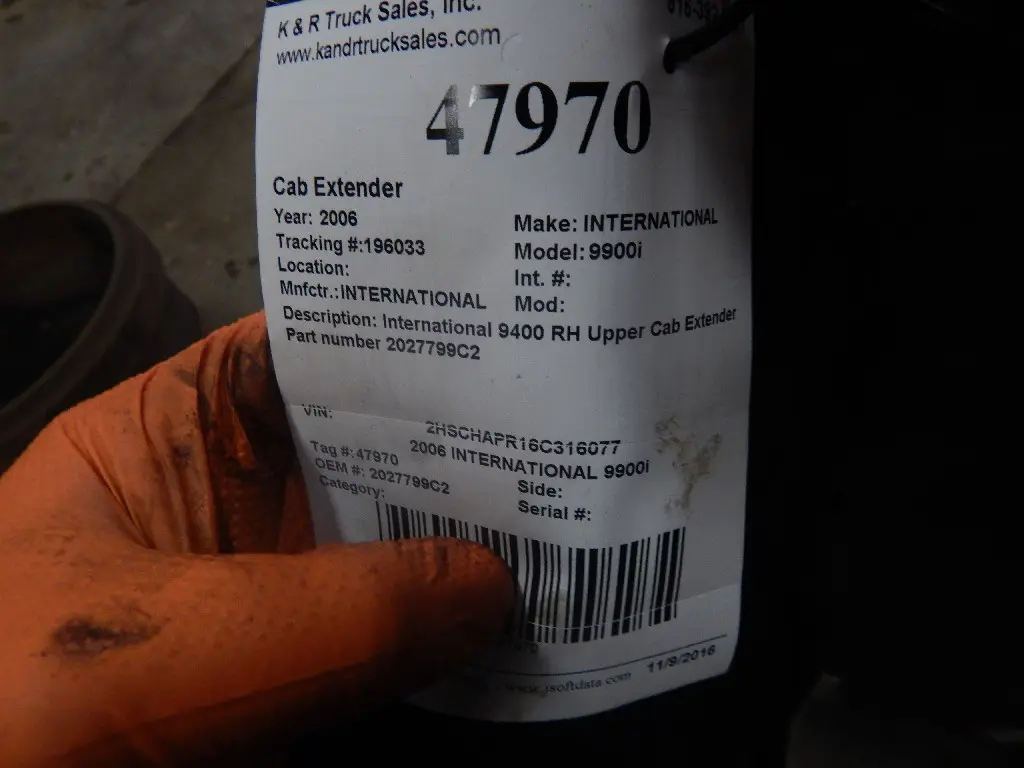 K & R Truck Sales, Inc.
www.kandrtrucksales.com
47970
Cab Extender
Year: 2006
Make: INTERNATIONAL
Tracking #:196033
Model: 9900i
Location:
Int. #:
Mnfctr.: INTERNATIONAL
Mod:
Description: International 9400 RH Upper Cab Extender
Part number 2027799C2
VIN:
2HSCHAPR16C316077
2006 INTERNATIONAL 9900i
Tag #: 47970
OEM #: 2027799C2
Side:
Category:
Serial #:
www.isoftdata.com
11/9/2016